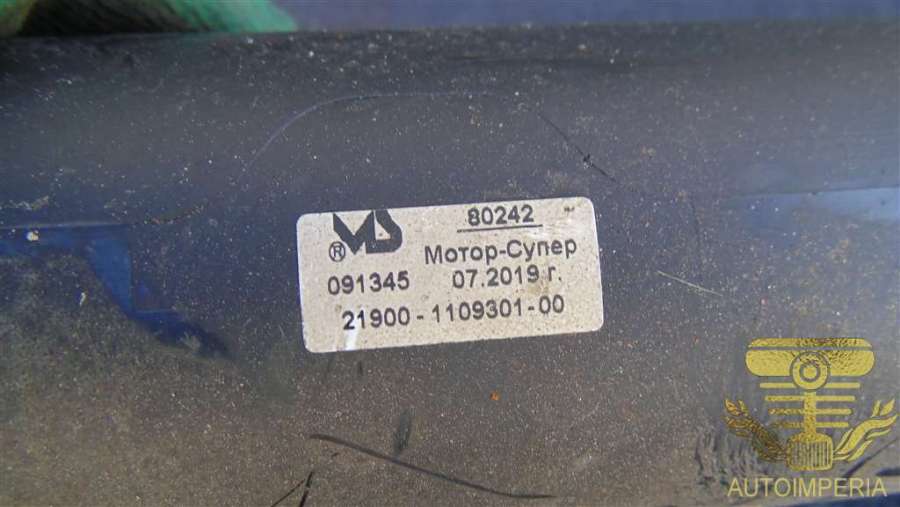 MS 80242
® Мотор-Супер
091345 07.2019 г.
21900-1109301-00
AUTOIMPERIA